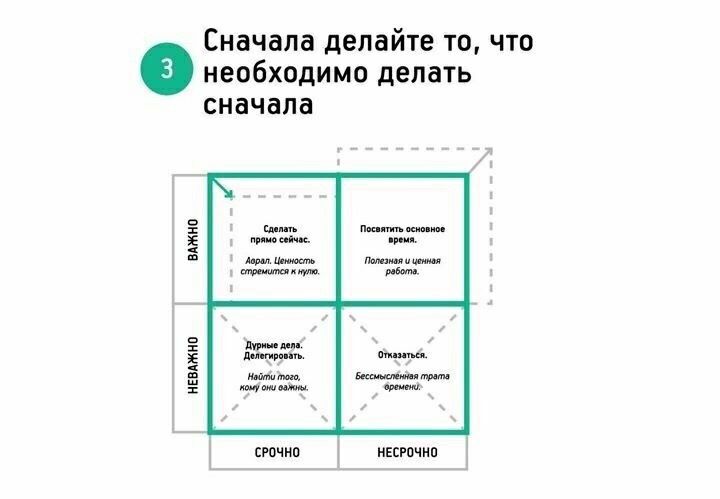 3
Сначала делайте то, что
необходимо делать
сначала
ВАЖНО
Сделать
прямо сейчас.
Аврал. Ценность
стремится к нулю.
Посвятить основное
время.
Полезная и ценная
работа.
НЕВАЖНО
Дурные дела.
Делегировать.
Найти того,
кому они важны.
Отказаться.
Бессмысленная трата
времени.
СРОЧНО
НЕСРОЧНО